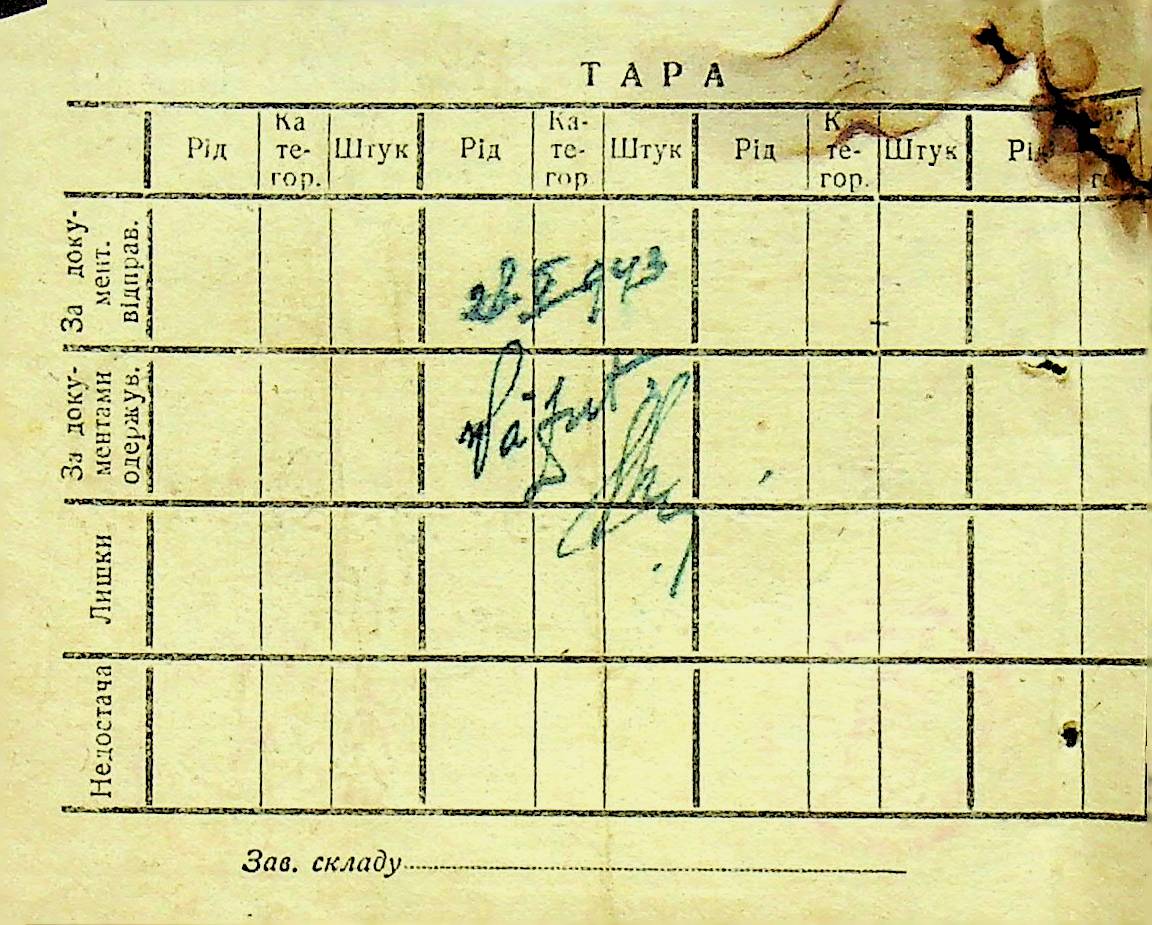 ТАРА
Рід Ка те- гор. Штук Рід Ка- те- гор. Штук Рід те- гор. Штук Рід
За доку- мент. відправ.
За доку- ментами одержув.
Лишки
Недостача
Зав. складу